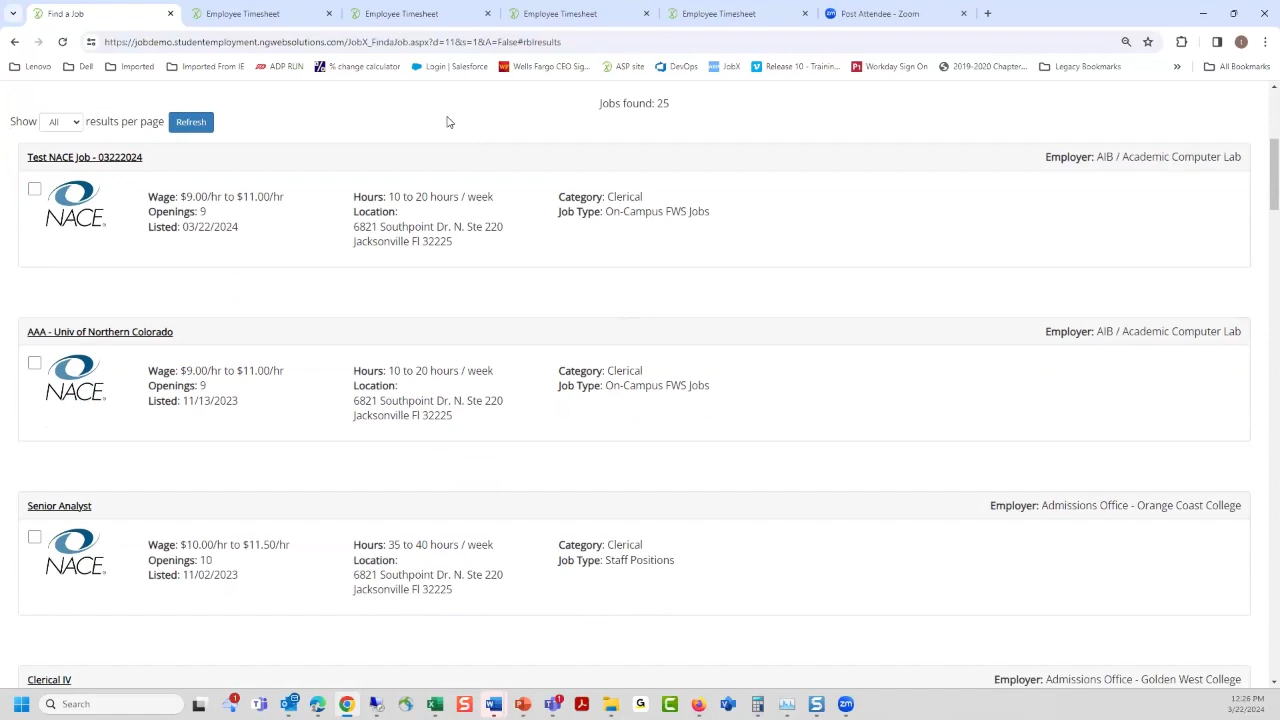 Find a Job
Employee Timesheet
Employee Timesheet
Employee Timesheet
Employee Timesheet
Post Attendee - Zoom
https://jobdemo.studentemployment.ngwebsolutions.com/JobX_FindaJob.aspx?d=11&s=1&A=False#rblresults
Lenovo
Dell
Imported
Imported From IE
ADP RUN
% change calculator
Login | Salesforce
Wells Fargo CEO Sig...
ASP site
DevOps
JobX
Release 10 - Trainin...
Workday Sign On
2019-2020 Chapter...
Legacy Bookmarks
»
All Bookmarks
Jobs found: 25
Show All results per page Refresh
Test NACE Job - 03222024
Employer: AIB / Academic Computer Lab
NACE
Wage: $9.00/hr to $11.00/hr
Openings: 9
Listed: 03/22/2024
Hours: 10 to 20 hours / week
Location:
6821 Southpoint Dr. N. Ste 220
Jacksonville Fl 32225
Category: Clerical
Job Type: On-Campus FWS Jobs
AAA - Univ of Northern Colorado
Employer: AIB / Academic Computer Lab
NACE
Wage: $9.00/hr to $11.00/hr
Openings: 9
Listed: 11/13/2023
Hours: 10 to 20 hours / week
Location:
6821 Southpoint Dr. N. Ste 220
Jacksonville Fl 32225
Category: Clerical
Job Type: On-Campus FWS Jobs
Senior Analyst
Employer: Admissions Office - Orange Coast College
NACE
Wage: $10.00/hr to $11.50/hr
Openings: 10
Listed: 11/02/2023
Hours: 35 to 40 hours / week
Location:
6821 Southpoint Dr. N. Ste 220
Jacksonville Fl 32225
Category: Clerical
Job Type: Staff Positions
Clerical IV
Employer: Admissions Office - Golden West College
Search
12:26 PM
3/22/2024